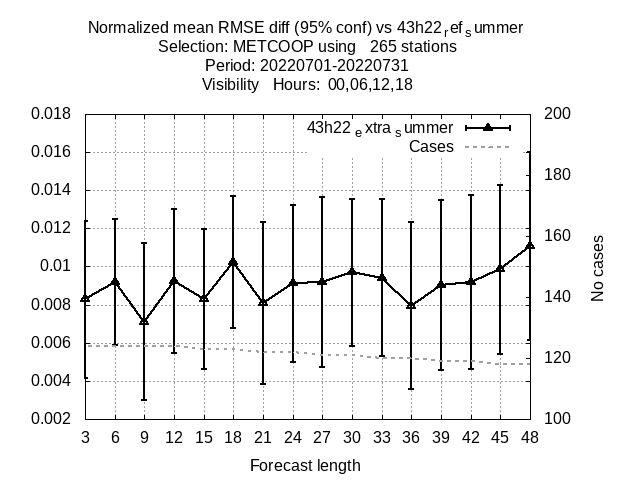 Normalized mean RMSE diff (95% conf) vs 43h22refsummer
Selection: METCOOP using 265 stations
Period: 20220701-20220731
Visibility Hours: 00,06,12,18
0.018
0.016
0.014
0.012
0.01
0.008
0.006
0.004
0.002
43h22extrasummer
Cases
200
180
160
140
120
100
No cases
3 6 9 12 15 18 21 24 27 30 33 36 39 42 45 48
Forecast length